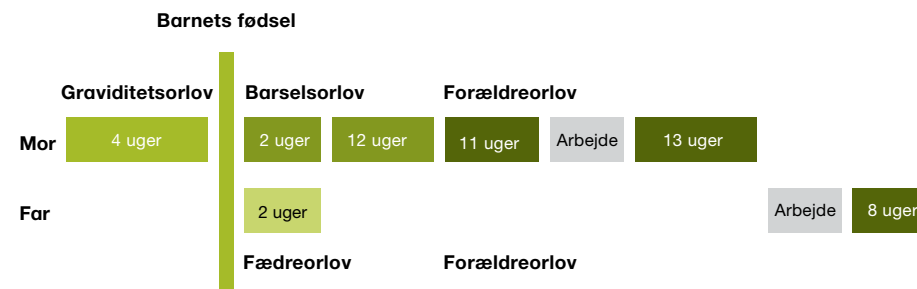 Barnets fødsel
Graviditetsorlov Barselsorlov Forældreorlov
Mor 4 uger 2 uger 12 uger 11 uger Arbejde 13 uger
Far 2 uger Arbejde 8 uger
Fædreorlov Forældreorlov